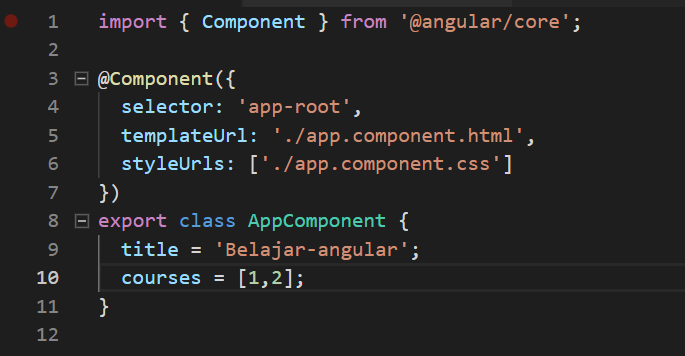 1 import { Component } from '@angular/core';
2
3 @Component({
4 selector: 'app-root',
5 templateUrl: './app.component.html',
6 styleUrls: ['./app.component.css']
7 })
8 export class AppComponent {
9 title = 'Belajar-angular';
10 courses = [1,2];
11 }
12